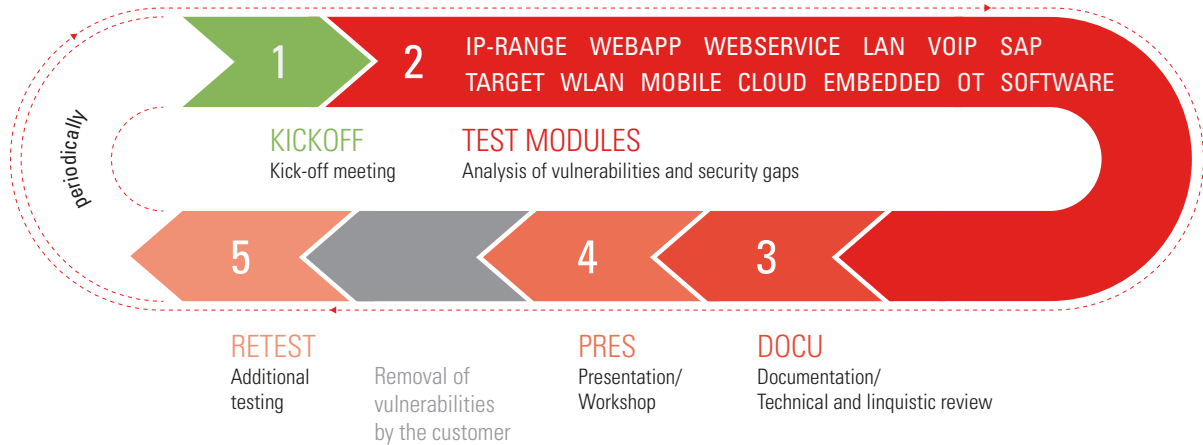 1
2
IP-RANGE WEBAPP WEBSERVICE LAN VOIP SAP
TARGET WLAN MOBILE CLOUD EMBEDDED OT SOFTWARE
periodically
KICKOFF
Kick-off meeting
TEST MODULES
Analysis of vulnerabilities and security gaps
5
4
3
RETEST
Additional
testing
Removal of
vulnerabilities
by the customer
PRES
Presentation/
Workshop
DOCU
Documentation/
Technical and linquistic review